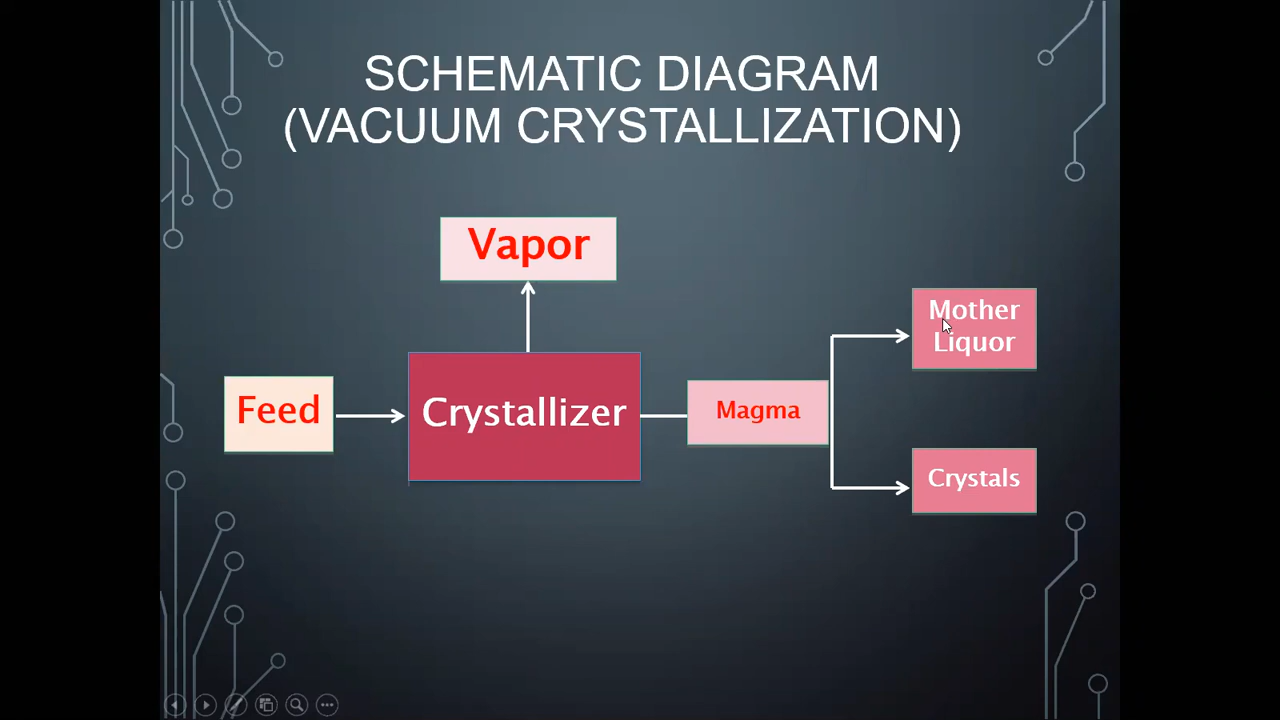 SCHEMATIC DIAGRAM
(VACUUM CRYSTALLIZATION)
Vapor
Feed
Crystallizer
Magma
Mother
Liquor
Crystals